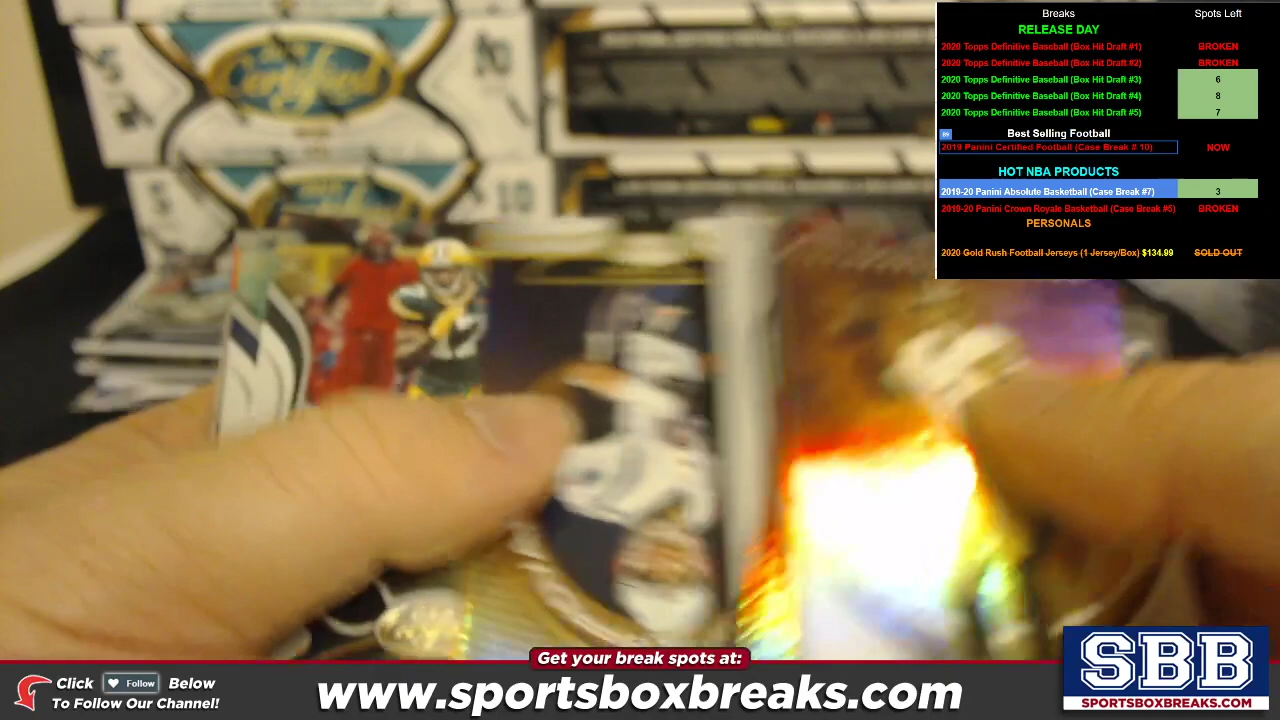 Breaks Spots Left
RELEASE DAY
2020 Topps Definitive Baseball (Box Hit Draft #1) BROKEN
2020 Topps Definitive Baseball (Box Hit Draft #2) BROKEN
2020 Topps Definitive Baseball (Box Hit Draft #3) 6
2020 Topps Definitive Baseball (Box Hit Draft #4) 8
2020 Topps Definitive Baseball (Box Hit Draft #5) 7
Best Selling Football
2019 Panini Certified Football (Case Break # 10) NOW
HOT NBA PRODUCTS
2019-20 Panini Absolute Basketball (Case Break #7) 3
2019-20 Panini Crown Royale Basketball (Case Break #5) BROKEN
PERSONALS
2020 Gold Rush Football Jerseys (1 Jersey/Box) $134.99 SOLD OUT
Get your break spots at:
www.sportsboxbreaks.com
Click Follow Below
To Follow Our Channel!
SBB
SPORTSBOXBREAKS.COM